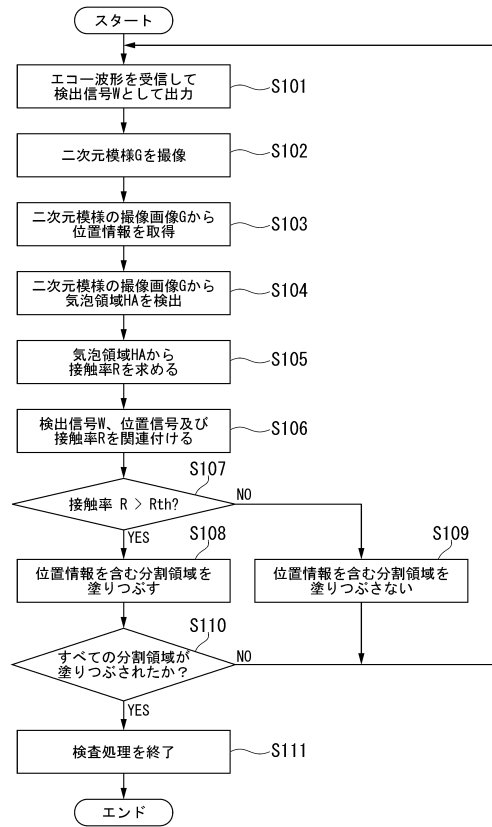 スタート
エコー波形を受信して
検出信号Wとして出力
S101
二次元模様Gを撮像
S102
二次元模様の撮像画像Gから
位置情報を取得
S103
二次元模様の撮像画像Gから
気泡領域HAを検出
S104
気泡領域HAから
接触率Rを求める
S105
検出信号W、位置信号及び
接触率Rを関連付ける
S106
S107
接触率 R > Rth?
NO
YES
S108
位置情報を含む分割領域を
塗りつぶす
S109
位置情報を含む分割領域を
塗りつぶさない
S110
すべての分割領域が
塗りつぶされたか？
NO
YES
検査処理を終了
S111
エンド